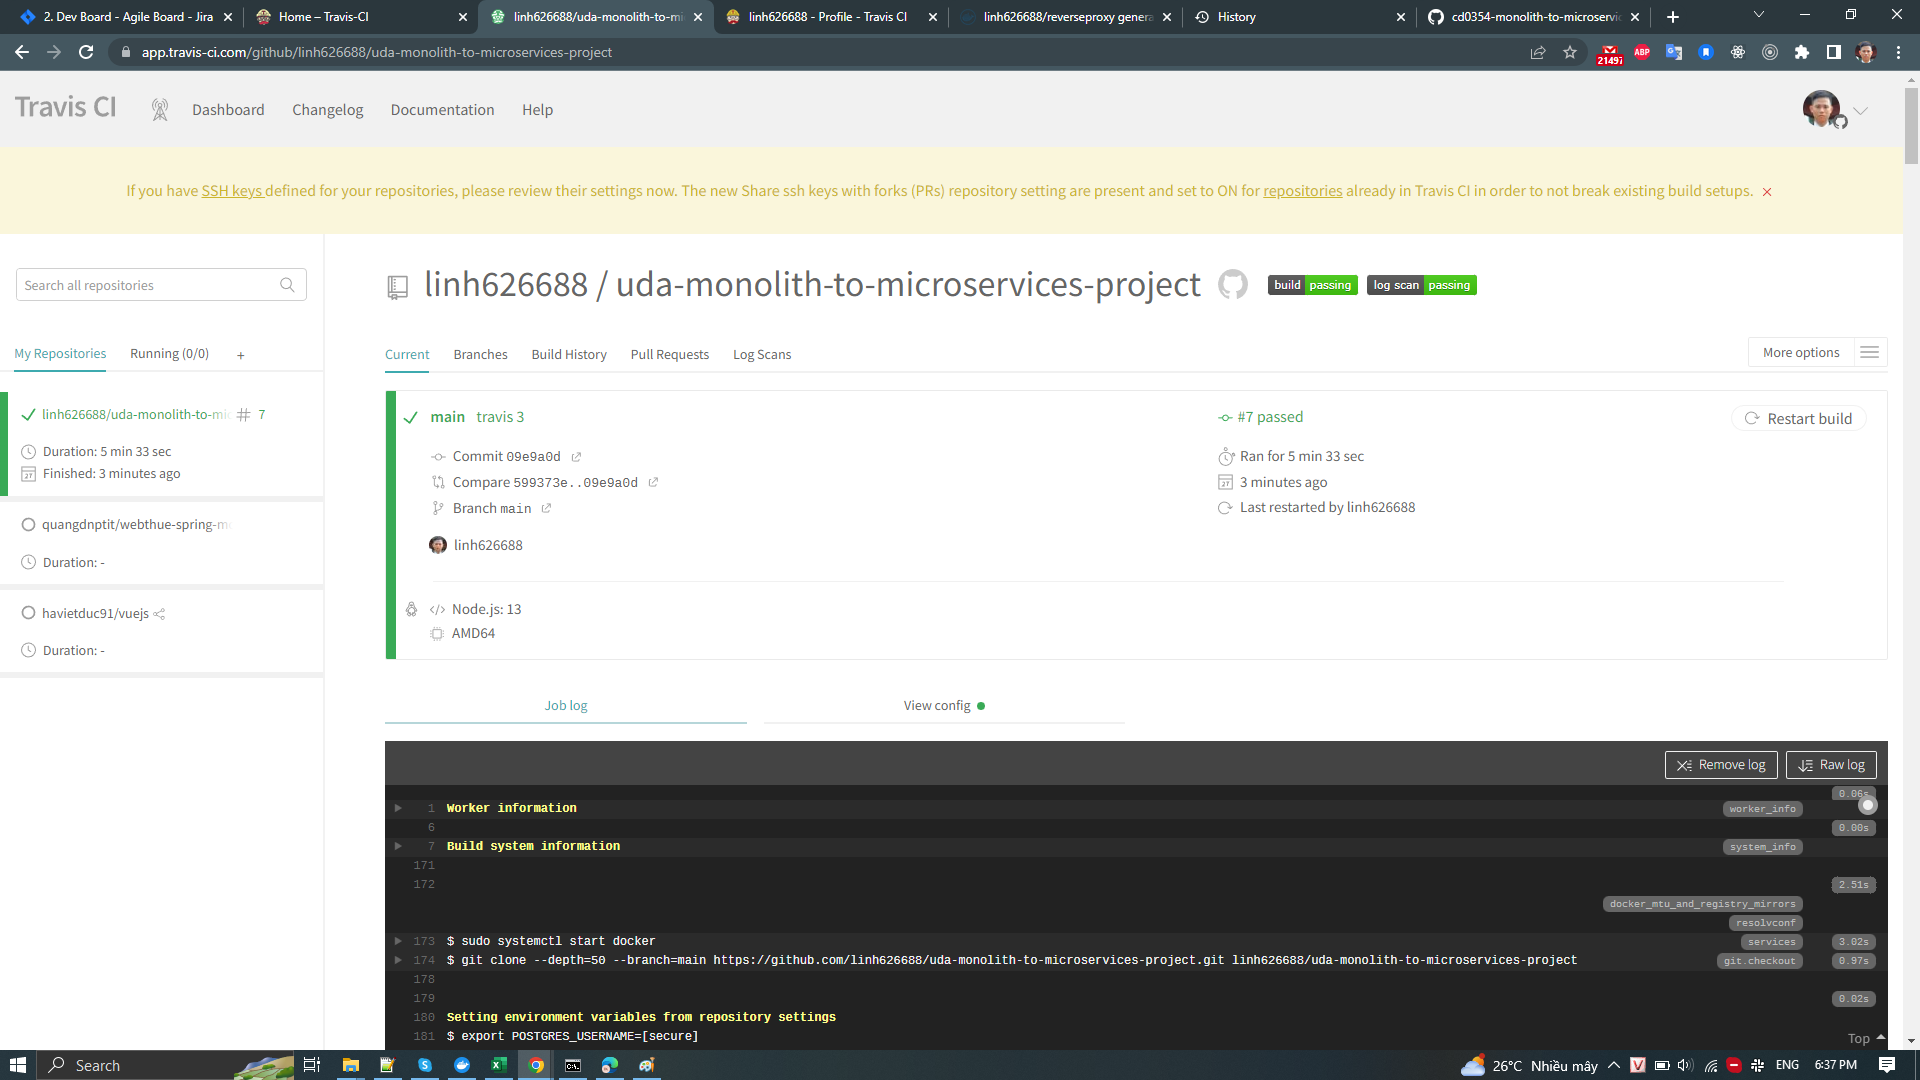 2. Dev Board - Agile Board - Jira
Home – Travis-CI
linh626688/uda-monolith-to-mi
linh626688 - Profile - Travis CI
linh626688/reverseproxy genera
History
cd0354-monolith-to-microservic
app.travis-ci.com/github/linh626688/uda-monolith-to-microservices-project
21497
ABP
Travis CI
Dashboard
Changelog
Documentation
Help
If you have SSH keys defined for your repositories, please review their settings now. The new Share ssh keys with forks (PRs) repository setting are present and set to ON for repositories already in Travis CI in order to not break existing build setups.
Search all repositories
linh626688 / uda-monolith-to-microservices-project
build passing
log scan passing
My Repositories
Running (0/0)
+
Current
Branches
Build History
Pull Requests
Log Scans
More options
linh626688/uda-monolith-to-mi # 7
Duration: 5 min 33 sec
Finished: 3 minutes ago
quangdnptit/webthue-spring-m
Duration: -
havietduc91/vuejs
Duration: -
main travis 3
#7 passed
Restart build
Commit 09e9a0d
Ran for 5 min 33 sec
Compare 599373e..09e9a0d
3 minutes ago
Branch main
Last restarted by linh626688
linh626688
</> Node.js: 13
AMD64
Job log
View config
Remove log
Raw log
0.06s
1 Worker information worker_info
6 0.00s
7 Build system information system_info
171
172 2.51s
docker_mtu_and_registry_mirrors
resolvconf
173 $ sudo systemctl start docker services 3.02s
174 $ git clone --depth=50 --branch=main https://github.com/linh626688/uda-monolith-to-microservices-project.git linh626688/uda-monolith-to-microservices-project git.checkout 0.97s
178
179 0.02s
180 Setting environment variables from repository settings
181 $ export POSTGRES_USERNAME=[secure]
Top
Search
26°C Nhiều mây
ENG
6:37 PM